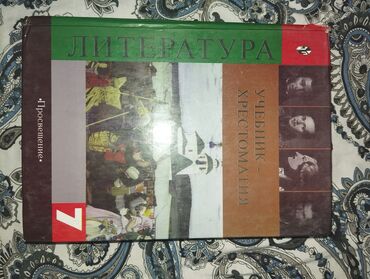 ЛИТЕРАТУРА
УЧЕБНИК –
ХРЕСТОМАТИЯ
7
•Просвещение•